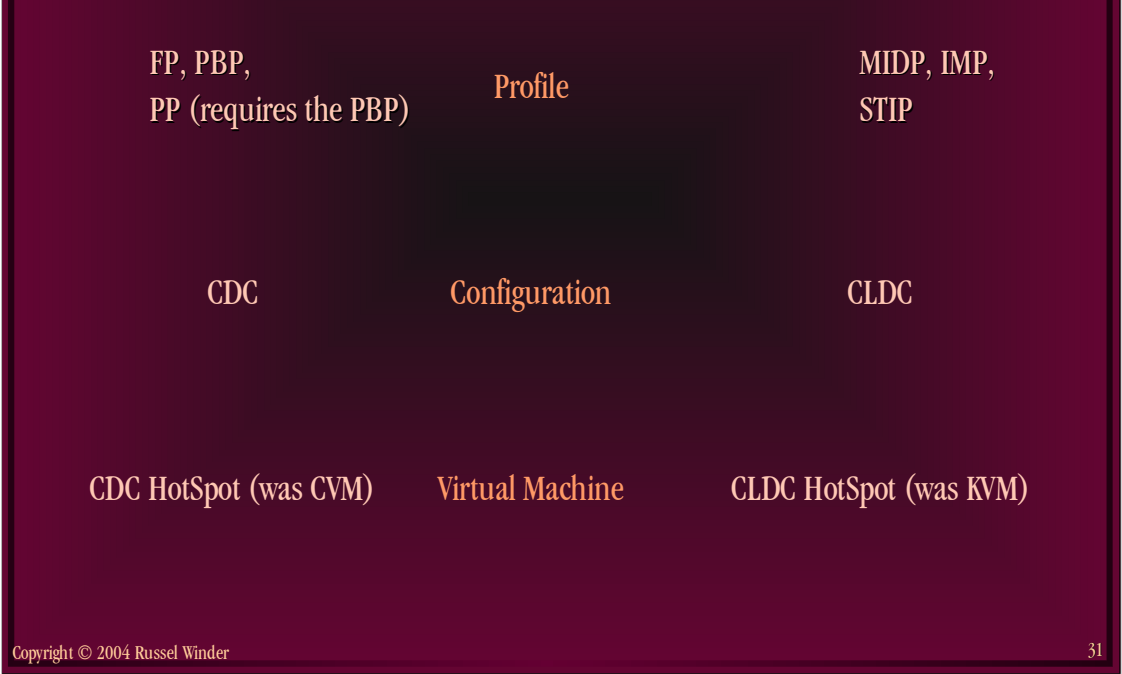 FP, PBP,
PP (requires the PBP)
Profile
MIDP, IMP,
STIP
CDC
Configuration
CLDC
CDC HotSpot (was CVM)
Virtual Machine
CLDC HotSpot (was KVM)
Copyright © 2004 Russel Winder
31